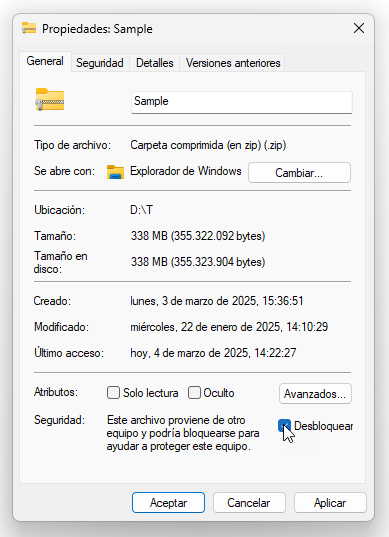 Propiedades: Sample
General
Seguridad
Detalles
Versiones anteriores
Sample
Tipo de archivo: Carpeta comprimida (en zip) (.zip)
Se abre con: Explorador de Windows Cambiar...
Ubicación: D:\T
Tamaño: 338 MB (355.322.092 bytes)
Tamaño en
disco: 338 MB (355.323.904 bytes)
Creado: lunes, 3 de marzo de 2025, 15:36:51
Modificado: miércoles, 22 de enero de 2025, 14:10:29
Último acceso: hoy, 4 de marzo de 2025, 14:22:27
Atributos: Solo lectura Oculto Avanzados...
Seguridad: Este archivo proviene de otro
equipo y podría bloquearse para
ayudar a proteger este equipo.
Desbloquear
Aceptar Cancelar Aplicar